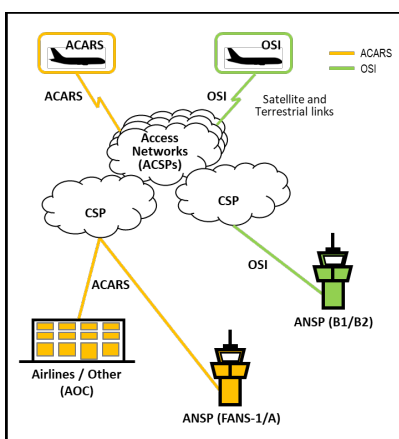 ACARS
OSI
ACARS
OSI
ACARS
OSI
Satellite and
Terrestrial links
Access
Networks
(ACSPs)
CSP
CSP
OSI
ACARS
ANSP (B1/B2)
Airlines / Other
(AOC)
ANSP (FANS-1/A)